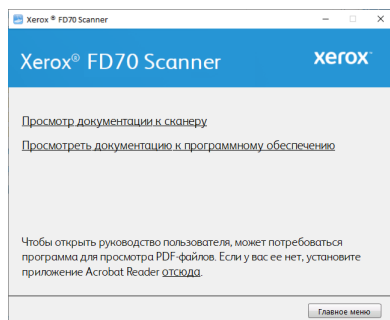 Xerox ® FD70 Scanner
Xerox® FD70 Scanner
xerox™
Просмотр документации к сканеру
Просмотреть документацию к программному обеспечению
Чтобы открыть руководство пользователя, может потребоваться
программа для просмотра PDF-файлов. Если у вас ее нет, установите
приложение Acrobat Reader отсюда.
Главное меню